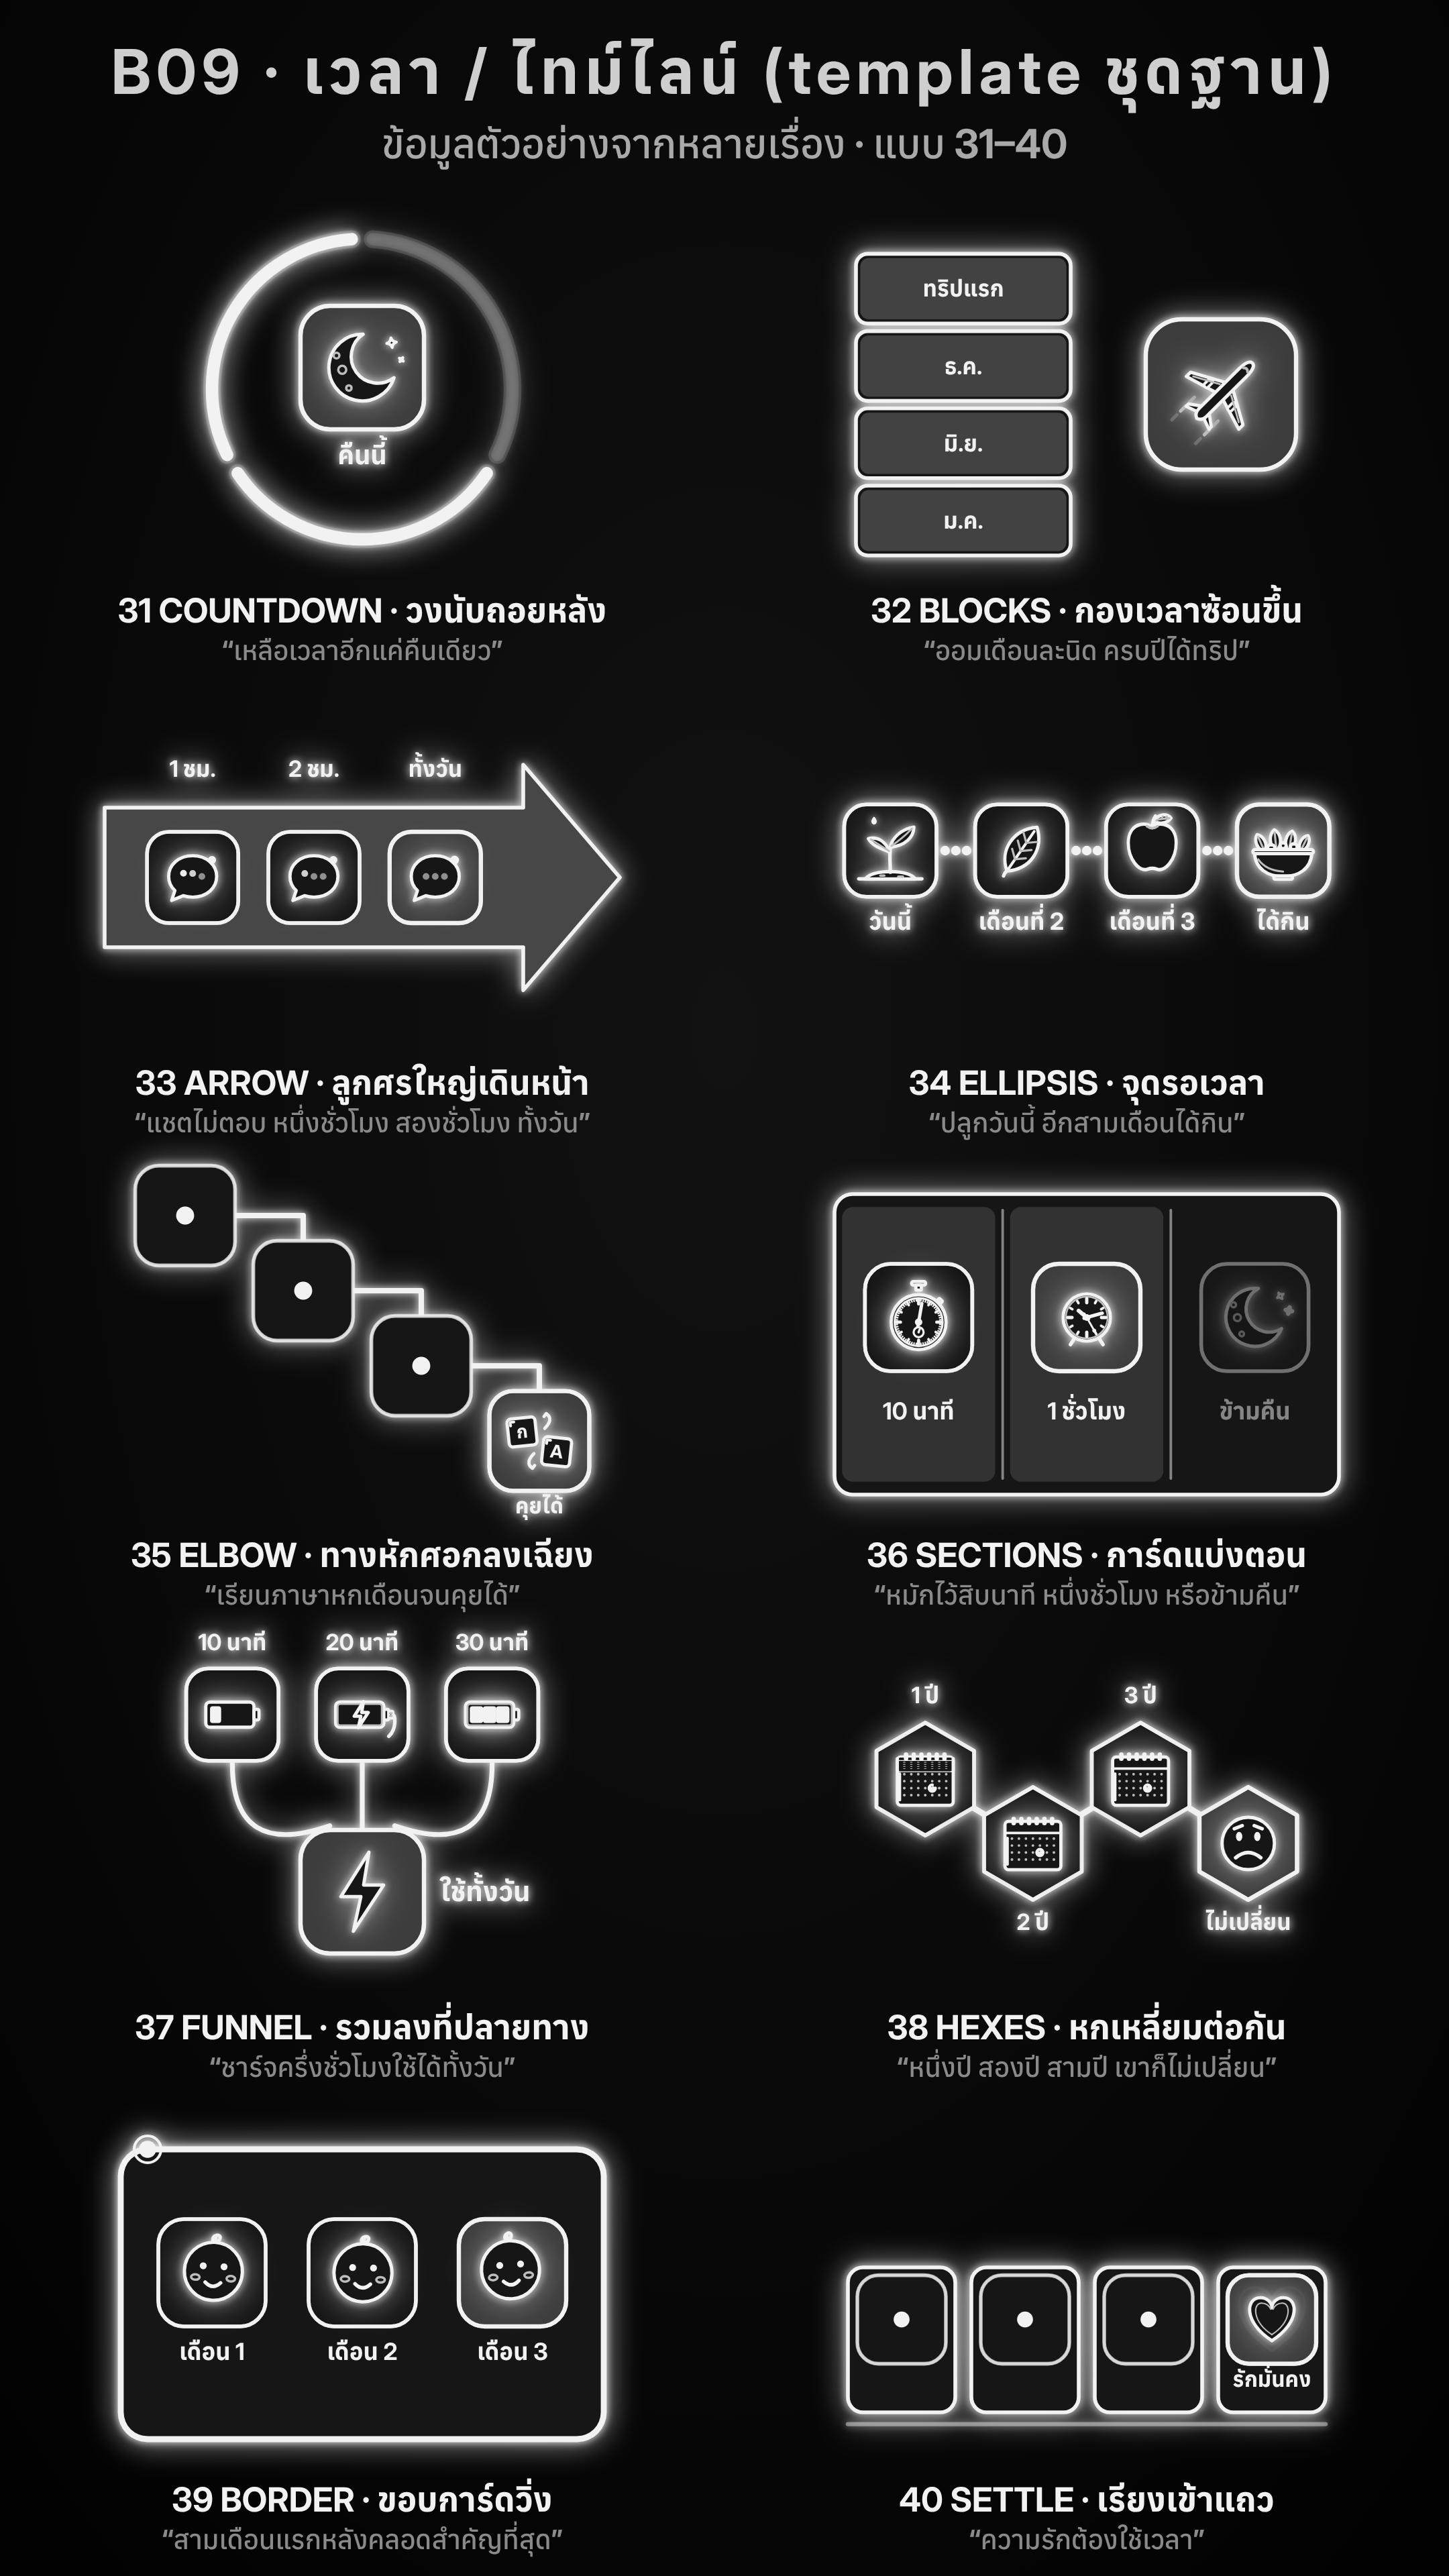 B09 · เวลา / ไทม์ไลน์ (template ชุดฐาน)
ข้อมูลตัวอย่างจากหลายเรื่อง · แบบ 31–40
คืนนี้
31 COUNTDOWN · วงนับถอยหลัง
“เหลือเวลาอีกแค่คืนเดียว”
ทริปแรก
ธ.ค.
มิ.ย.
ม.ค.
32 BLOCKS · กองเวลาซ้อนขึ้น
“ออมเดือนละนิด ครบปีได้ทริป”
1 ชม. 2 ชม. ทั้งวัน
33 ARROW · ลูกศรใหญ่เดินหน้า
“แชตไม่ตอบ หนึ่งชั่วโมง สองชั่วโมง ทั้งวัน”
วันนี้ เดือนที่ 2 เดือนที่ 3 ได้กิน
34 ELLIPSIS · จุดรอเวลา
“ปลูกวันนี้ อีกสามเดือนได้กิน”
ก A
คุยได้
35 ELBOW · ทางหักศอกลงเฉียง
“เรียนภาษาหกเดือนจนคุยได้”
10 นาที 1 ชั่วโมง ข้ามคืน
36 SECTIONS · การ์ดแบ่งตอน
“หมักไว้สิบนาที หนึ่งชั่วโมง หรือข้ามคืน”
10 นาที 20 นาที 30 นาที
ใช้ทั้งวัน
37 FUNNEL · รวมลงที่ปลายทาง
“ชาร์จครึ่งชั่วโมงใช้ได้ทั้งวัน”
1 ปี 3 ปี
2 ปี ไม่เปลี่ยน
38 HEXES · หกเหลี่ยมต่อกัน
“หนึ่งปี สองปี สามปี เขาก็ไม่เปลี่ยน”
เดือน 1 เดือน 2 เดือน 3
39 BORDER · ขอบการ์ดวิ่ง
“สามเดือนแรกหลังคลอดสำคัญที่สุด”
รักมั่นคง
40 SETTLE · เรียงเข้าแถว
“ความรักต้องใช้เวลา”